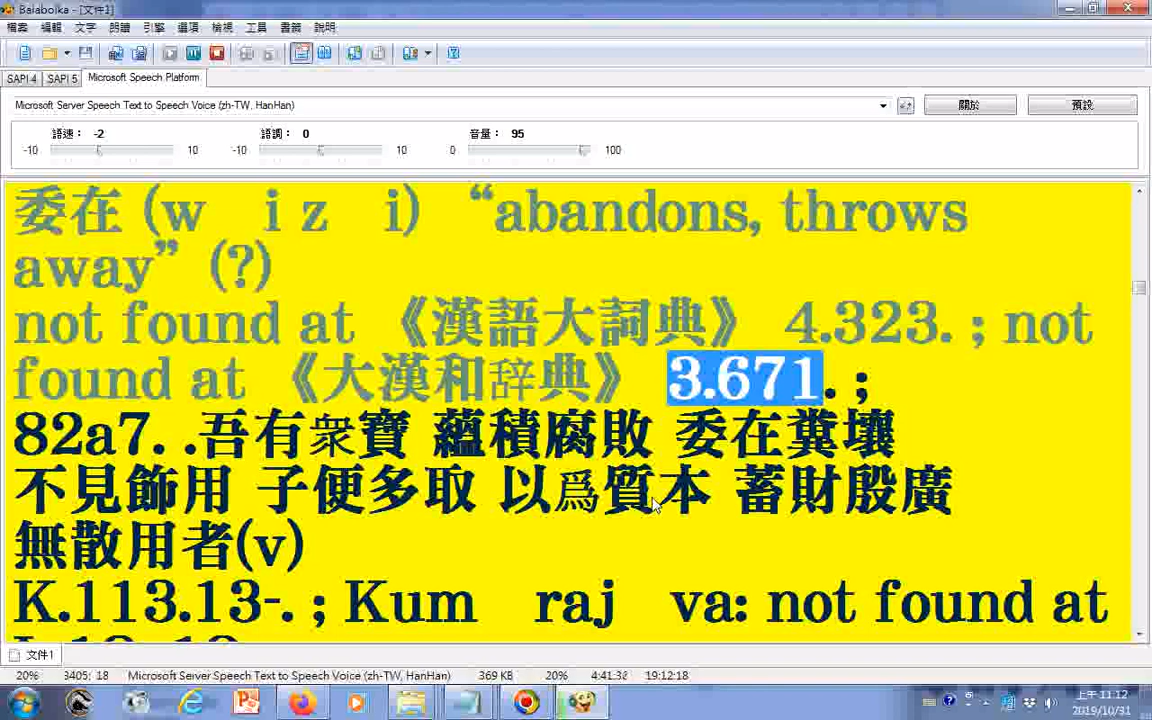 Balabolka - [文件1]
檔案 編輯 文字 朗讀 引擎 選項 檢視 工具 書籤 說明
SAPI 4 SAPI 5 Microsoft Speech Platform
Microsoft Server Speech Text to Speech Voice (zh-TW, HanHan) 關於 預設
語速： -2 語調： 0 音量： 95
-10 10 -10 10 0 100
委在 (w i z i) “abandons, throws
away” (?)
not found at 《漢語大詞典》 4.323. ; not
found at 《大漢和辞典》 3.671. ;
82a7. .吾有衆寶 蘊積腐敗 委在糞壤
不見飾用 子便多取 以爲質本 蓄財殷廣
無散用者(v)
K.113.13-. ; Kum raj va: not found at
文件1
20% 3405: 18 Microsoft Server Speech Text to Speech Voice (zh-TW, HanHan) 369 KB 20% 4:41:38 19:12:18
上午 11:12
2019/10/31